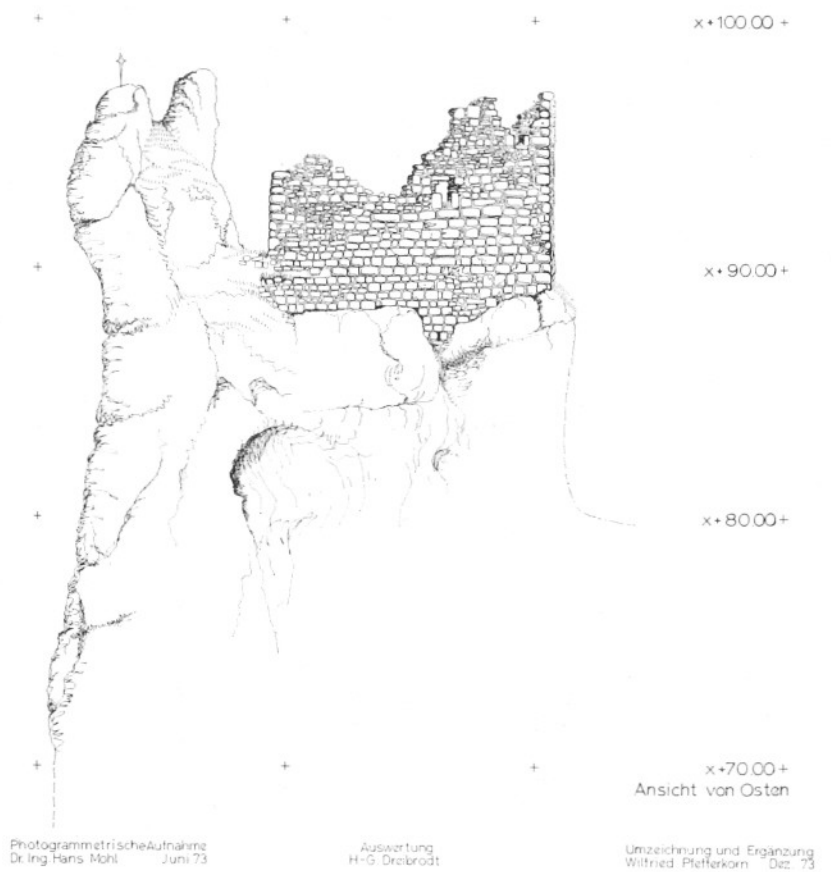 x+100.00+
x+90.00+
x+80.00+
x+70.00+
Ansicht von Osten
Photogrammetrische Aufnahme
Dr. Ing. Hans Mohl Juni 73
Auswertung
H-G. Dreibrodt
Umzeichnung und Ergänzung
Wilfried Pfefferkorn Dez. 73